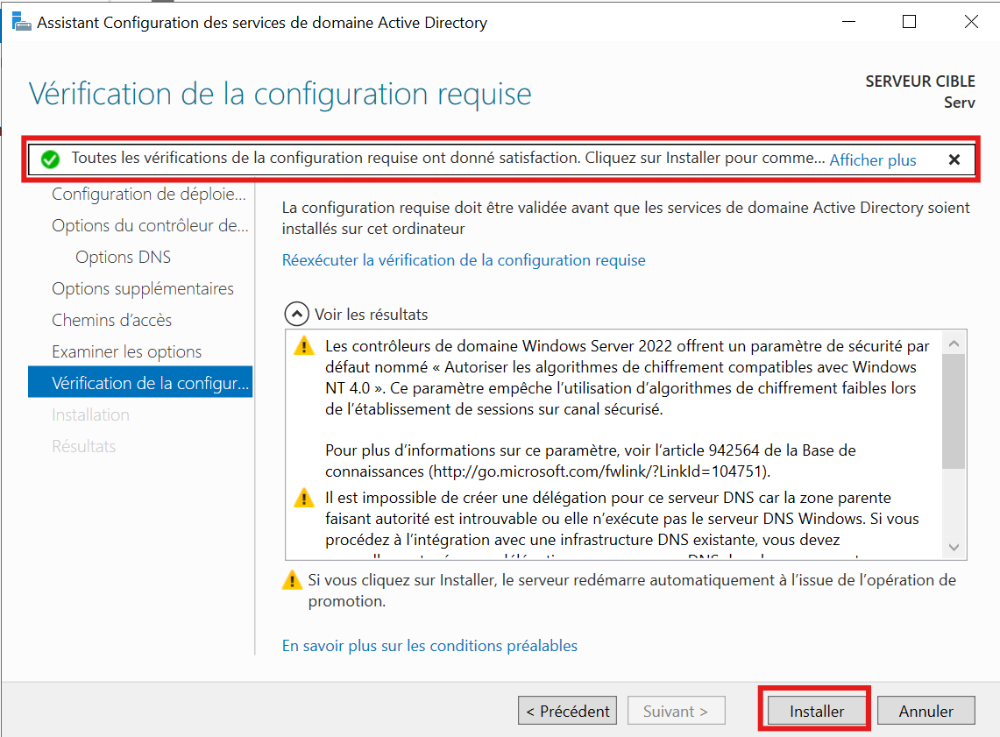 Assistant Configuration des services de domaine Active Directory
Vérification de la configuration requise
SERVEUR CIBLE
Serv
Toutes les vérifications de la configuration requise ont donné satisfaction. Cliquez sur Installer pour comme... Afficher plus
Configuration de déploie...
Options du contrôleur de...
Options DNS
Options supplémentaires
Chemins d’accès
Examiner les options
Vérification de la configur...
Installation
Résultats
La configuration requise doit être validée avant que les services de domaine Active Directory soient
installés sur cet ordinateur
Réexécuter la vérification de la configuration requise
Voir les résultats
Les contrôleurs de domaine Windows Server 2022 offrent un paramètre de sécurité par
défaut nommé « Autoriser les algorithmes de chiffrement compatibles avec Windows
NT 4.0 ». Ce paramètre empêche l’utilisation d’algorithmes de chiffrement faibles lors
de l’établissement de sessions sur canal sécurisé.
Pour plus d’informations sur ce paramètre, voir l’article 942564 de la Base de
connaissances (http://go.microsoft.com/fwlink/?LinkId=104751).
Il est impossible de créer une délégation pour ce serveur DNS car la zone parente
faisant autorité est introuvable ou elle n’exécute pas le serveur DNS Windows. Si vous
procédez à l’intégration avec une infrastructure DNS existante, vous devez
Si vous cliquez sur Installer, le serveur redémarre automatiquement à l’issue de l’opération de
promotion.
En savoir plus sur les conditions préalables
< Précédent
Suivant >
Installer
Annuler